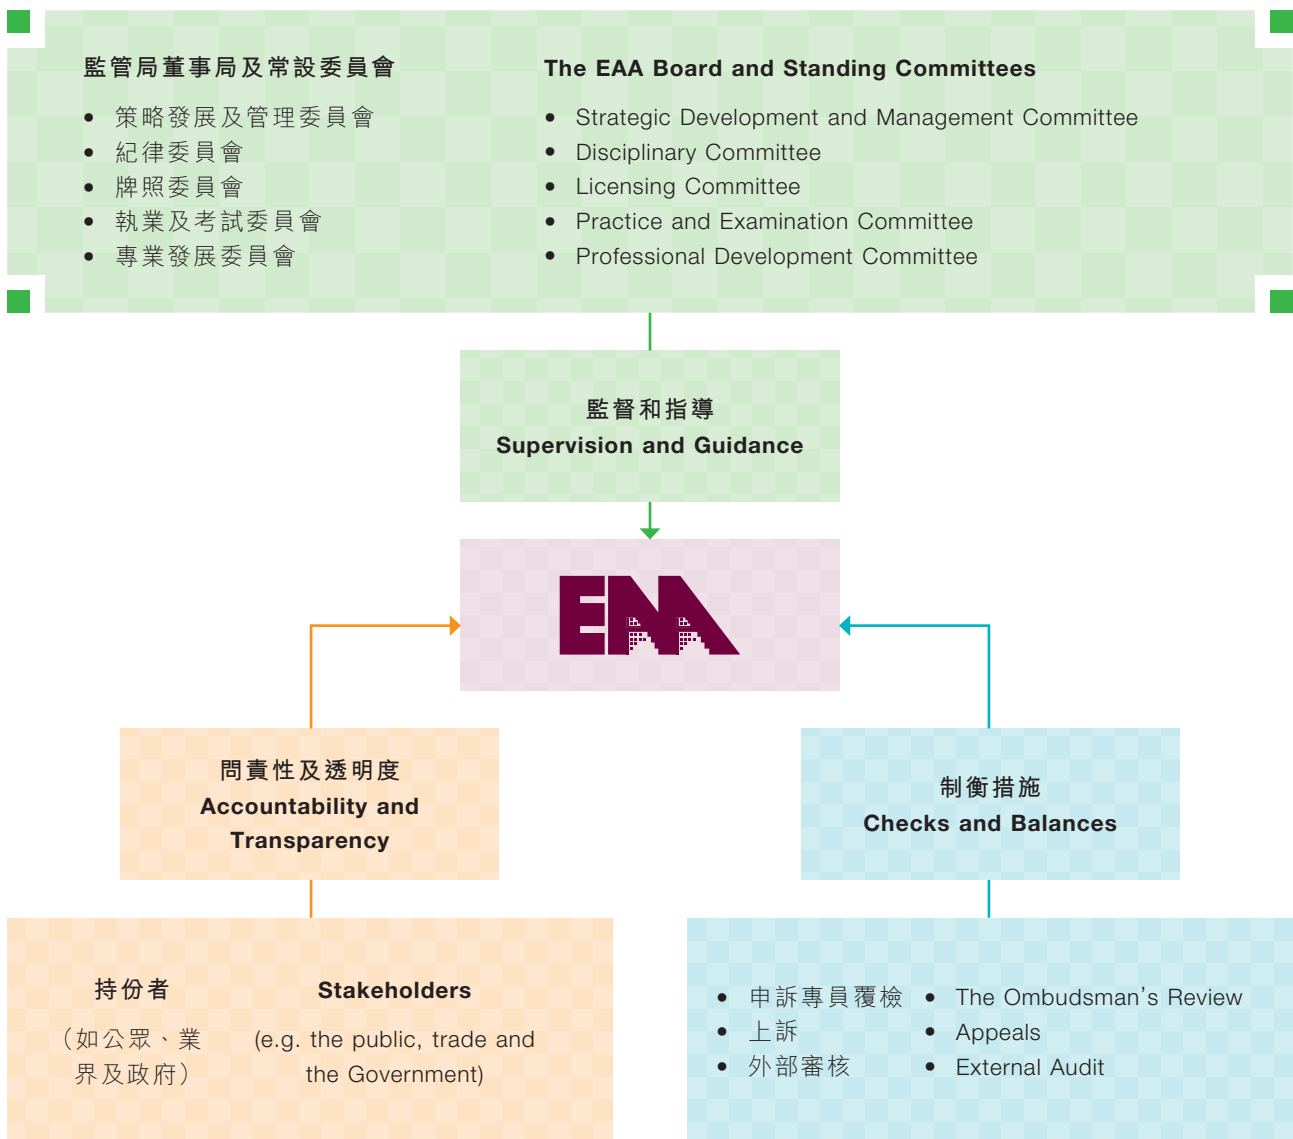 監管局董事局及常設委員會
• 策略發展及管理委員會
• 紀律委員會
• 牌照委員會
• 執業及考試委員會
• 專業發展委員會
The EAA Board and Standing Committees
• Strategic Development and Management Committee
• Disciplinary Committee
• Licensing Committee
• Practice and Examination Committee
• Professional Development Committee
監督和指導
Supervision and Guidance
EAA
問責性及透明度
Accountability and
Transparency
制衡措施
Checks and Balances
持份者
（如公眾、業
界及政府）
Stakeholders
(e.g. the public, trade and
the Government)
• 申訴專員覆檢
• 上訴
• 外部審核
• The Ombudsman’s Review
• Appeals
• External Audit